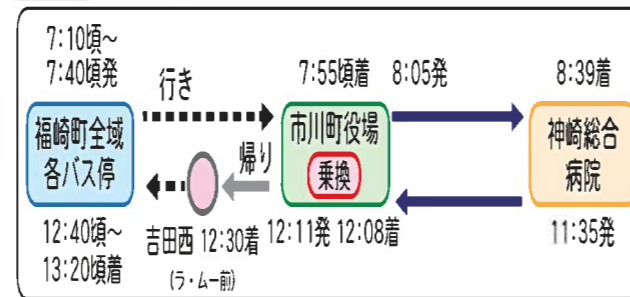 7:10頃～
7:40頃発
行き
7:55頃着 8:05発
8:39着
福崎町全域
各バス停
市川町役場
乗換
神崎総合
病院
帰り
12:40頃～
13:20頃着
吉田西 12:30着
(ラ・ムー前)
12:11発 12:08着
11:35発